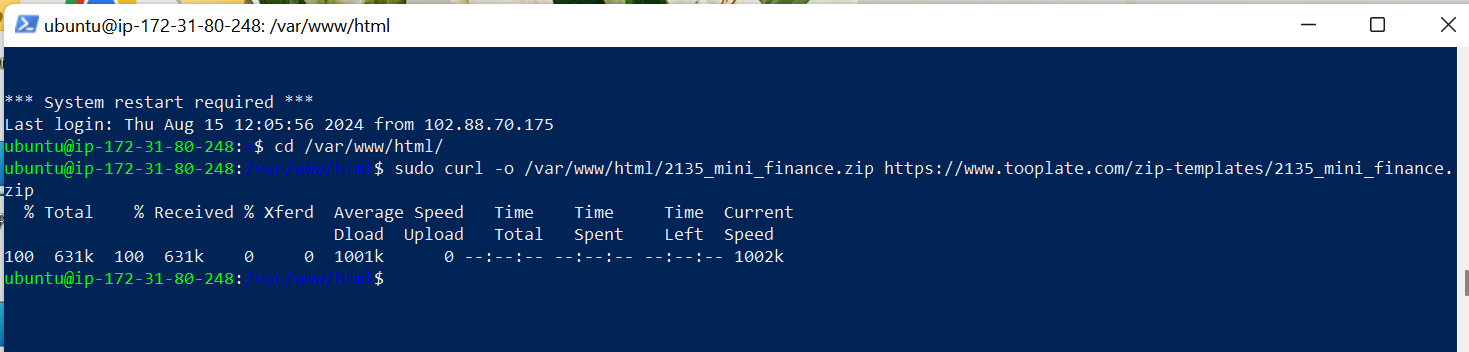 ubuntu@ip-172-31-80-248: /var/www/html
*** System restart required ***
Last login: Thu Aug 15 12:05:56 2024 from 102.88.70.175
ubuntu@ip-172-31-80-248:~$ cd /var/www/html/
ubuntu@ip-172-31-80-248:/var/www/html$ sudo curl -o /var/www/html/2135_mini_finance.zip https://www.tooplate.com/zip-templates/2135_mini_finance.
zip
  % Total    % Received % Xferd  Average Speed   Time    Time     Time  Current
                                 Dload  Upload   Total   Spent    Left  Speed
100  631k  100  631k    0     0  1001k      0 --:--:-- --:--:-- --:--:-- 1002k
ubuntu@ip-172-31-80-248:/var/www/html$